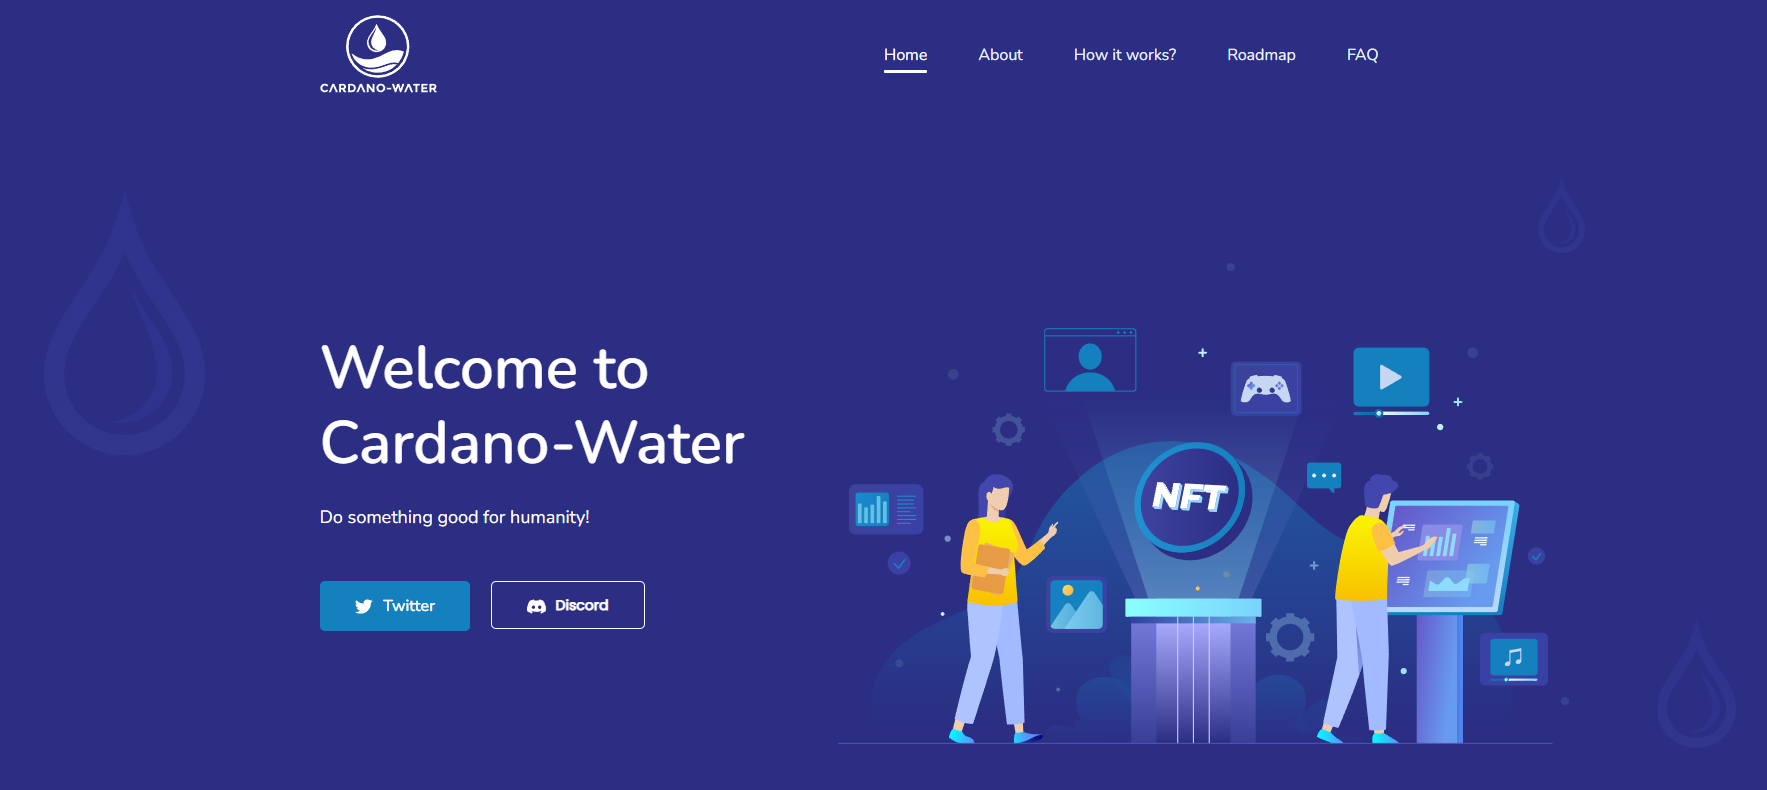 CARDANO-WATER
Home About How it works? Roadmap FAQ
Welcome to
Cardano-Water
Do something good for humanity!
Twitter Discord
NFT